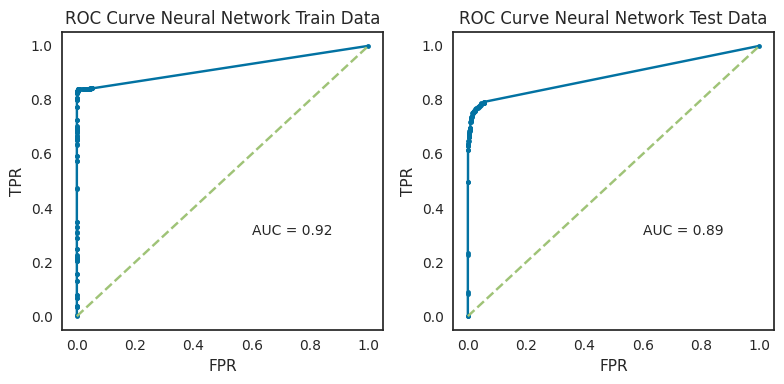 ROC Curve Neural Network Train Data
1.0
0.8
0.6
0.4
0.2
0.0
TPR
AUC = 0.92
0.0 0.2 0.4 0.6 0.8 1.0
FPR
ROC Curve Neural Network Test Data
1.0
0.8
0.6
0.4
0.2
0.0
TPR
AUC = 0.89
0.0 0.2 0.4 0.6 0.8 1.0
FPR